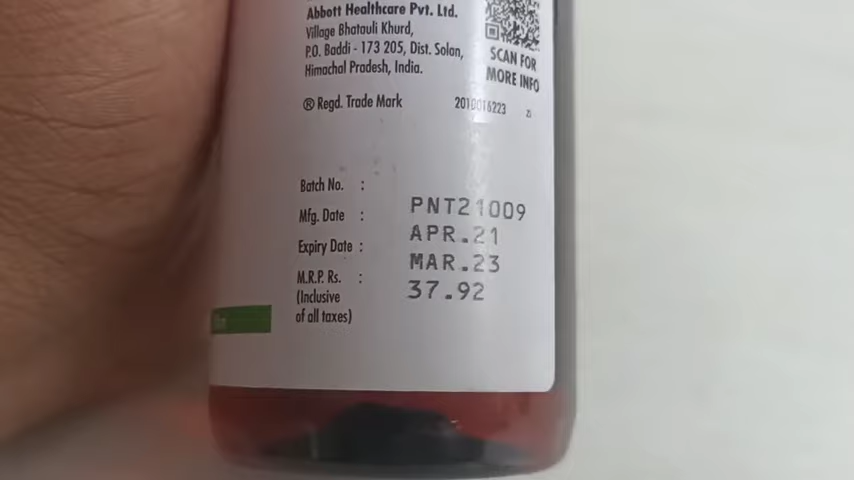 Abbott Healthcare Pvt. Ltd.
Village Bhatauli Khurd,
P.O. Baddi - 173 205, Dist. Solan,
Himachal Pradesh, India.
SCAN FOR
MORE INFO
® Regd. Trade Mark
Batch No. :
PNT21009
Mfg. Date :
APR.21
Expiry Date :
MAR.23
M.R.P. Rs. :
37.92
(Inclusive
of all taxes)